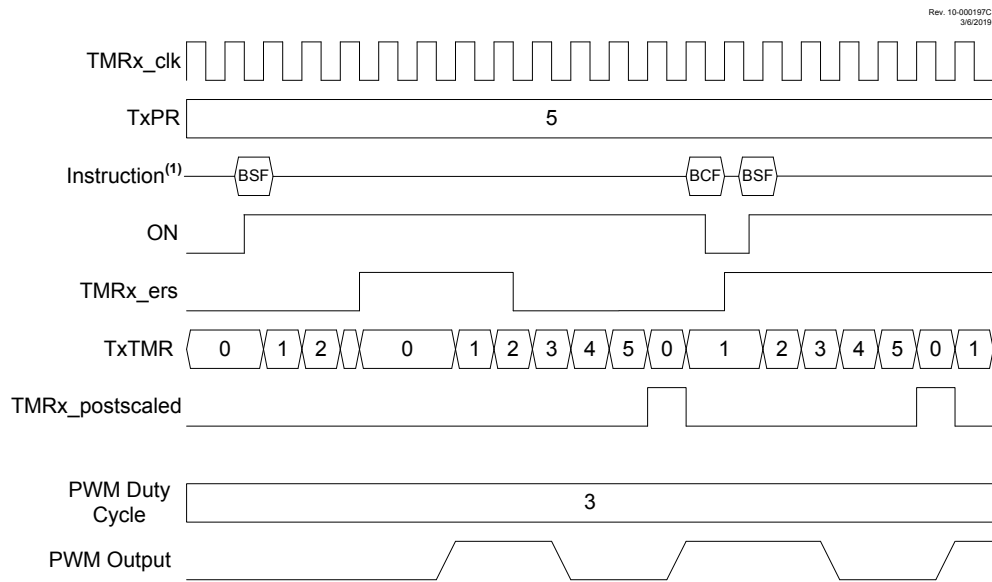 Rev. 10-000197C
3/6/2019
TMRx_clk
TxPR
5
Instruction(1)
BSF
BCF
BSF
ON
TMRx_ers
TxTMR
0 1 2 0 1 2 3 4 5 0 1 2 3 4 5 0 1
TMRx_postscaled
PWM Duty
Cycle
3
PWM Output